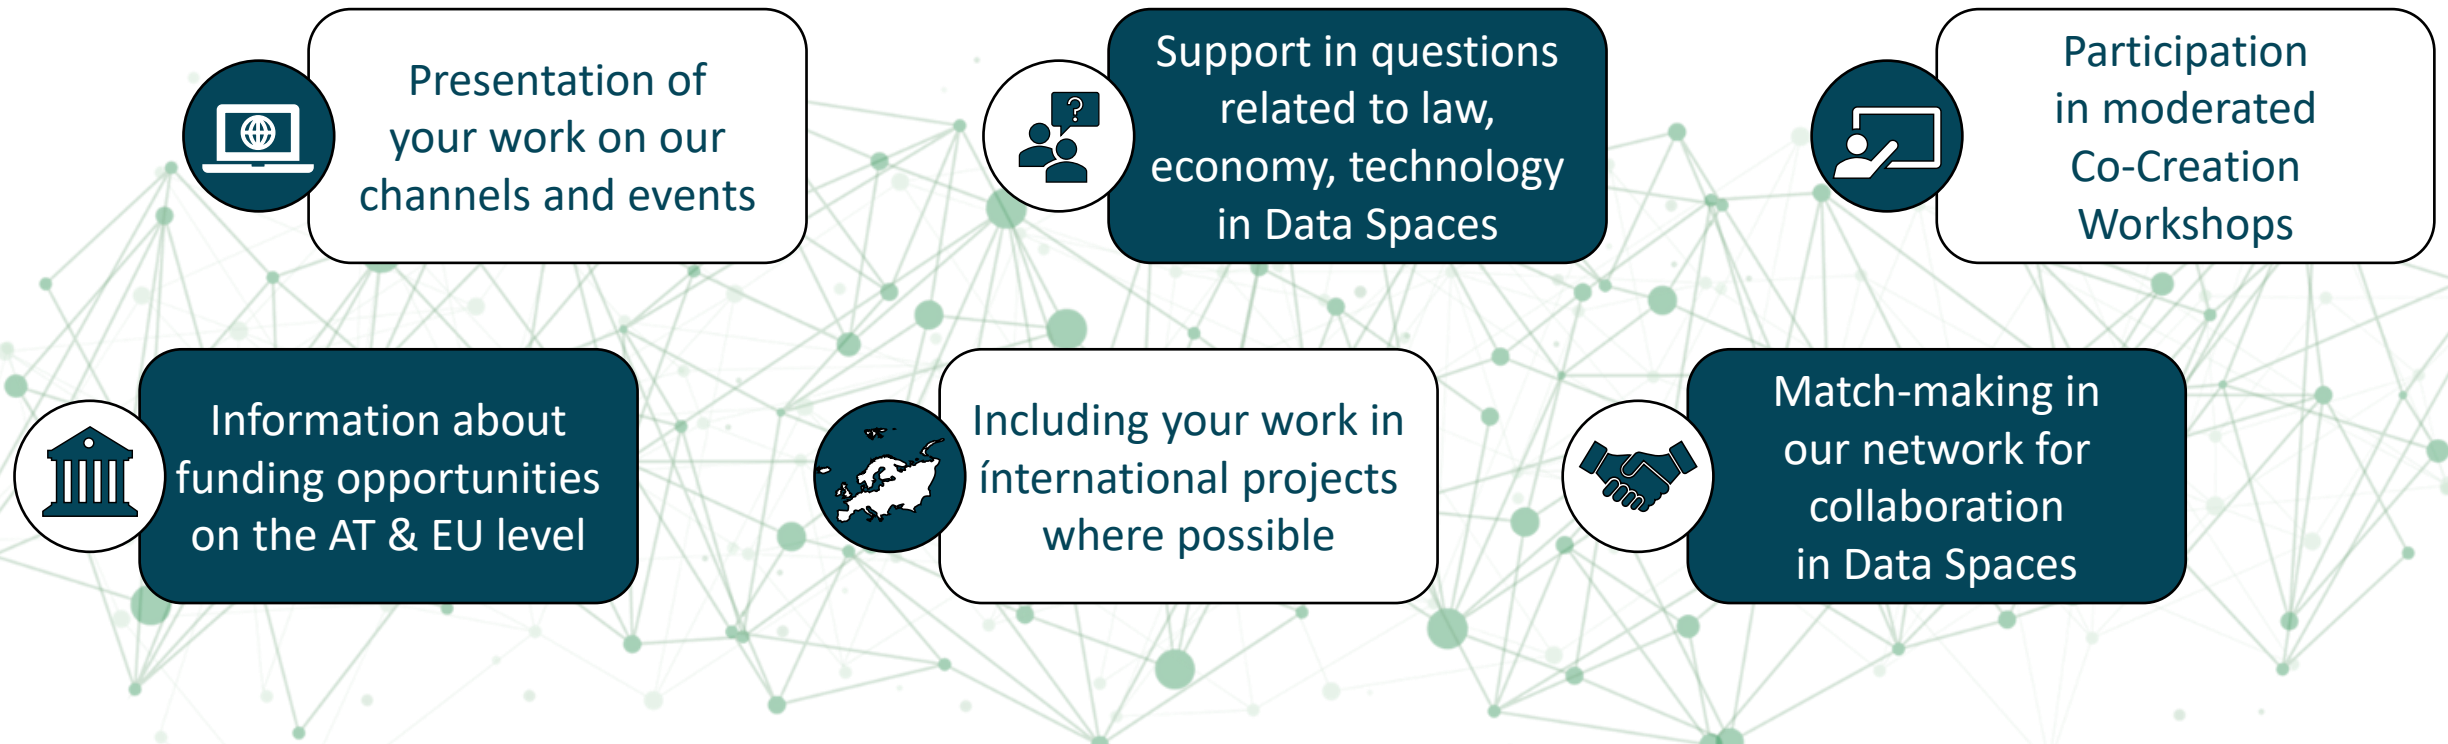 Presentation of
your work on our
channels and events
Support in questions
related to law,
economy, technology
in Data Spaces
?
Participation
in moderated
Co-Creation
Workshops
Information about
funding opportunities
on the AT & EU level
Including your work in
ínternational projects
where possible
Match-making in
our network for
collaboration
in Data Spaces